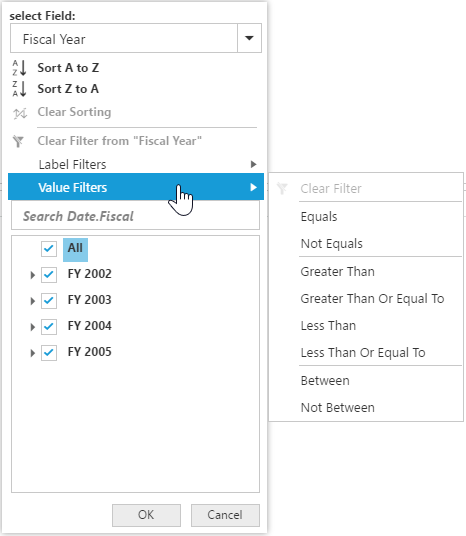 select Field:
Fiscal Year
Sort A to Z
Sort Z to A
Clear Sorting
Clear Filter from "Fiscal Year"
Label Filters
Value Filters
Search Date.Fiscal
All
FY 2002
FY 2003
FY 2004
FY 2005
OK
Cancel
Clear Filter
Equals
Not Equals
Greater Than
Greater Than Or Equal To
Less Than
Less Than Or Equal To
Between
Not Between